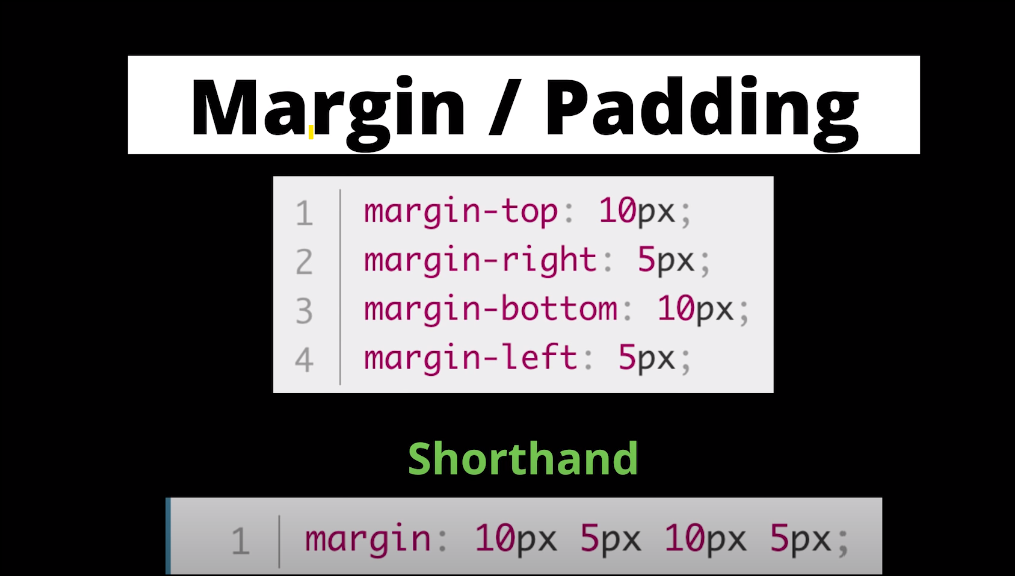 Margin / Padding
1 margin-top: 10px;
2 margin-right: 5px;
3 margin-bottom: 10px;
4 margin-left: 5px;
Shorthand
1 margin: 10px 5px 10px 5px;